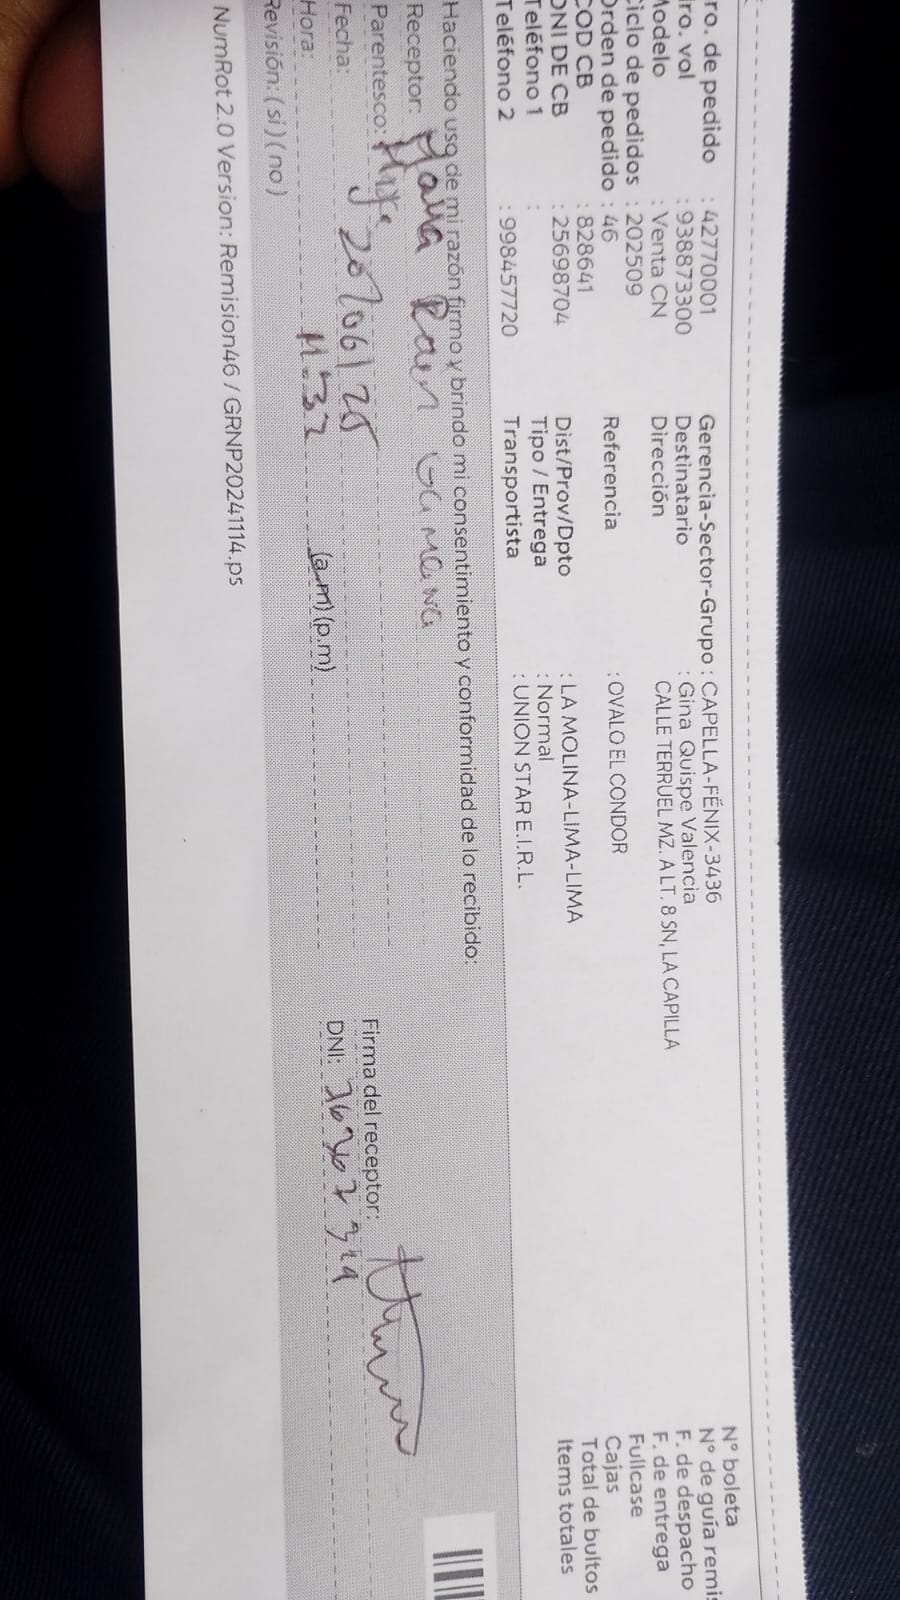 ro. de pedido : 42770001
ro. vol : 938873300
Modelo : Venta CN
Ciclo de pedidos : 202509
Orden de pedido : 46
COD CB : 828641
DNI DE CB : 25698704
Teléfono 1 :
Teléfono 2 : 998457720
Gerencia-Sector-Grupo : CAPELLA-FÉNIX-3436
Destinatario : Gina Quispe Valencia
Dirección CALLE TERRUEL MZ. A LT. 8 SN, LA CAPILLA
Referencia : OVALO EL CONDOR
Dist/Prov/Dpto : LA MOLINA-LIMA-LIMA
Tipo / Entrega : Normal
Transportista : UNION STAR E.I.R.L.
N° boleta
N° de guía remis
F. de despacho
F. de entrega
Fullcase
Cajas
Total de bultos
Items totales
Haciendo uso de mi razón firmo y brindo mi consentimiento y conformidad de lo recibido:
Receptor:
Parentesco:
Fecha: 20/06/25
Hora: 11:32 (a.m) (p.m)
Revisión: (si) (no)
Firma del receptor:
DNI:
NumRot 2.0 Version: Remision46 / GRNP20241114.ps